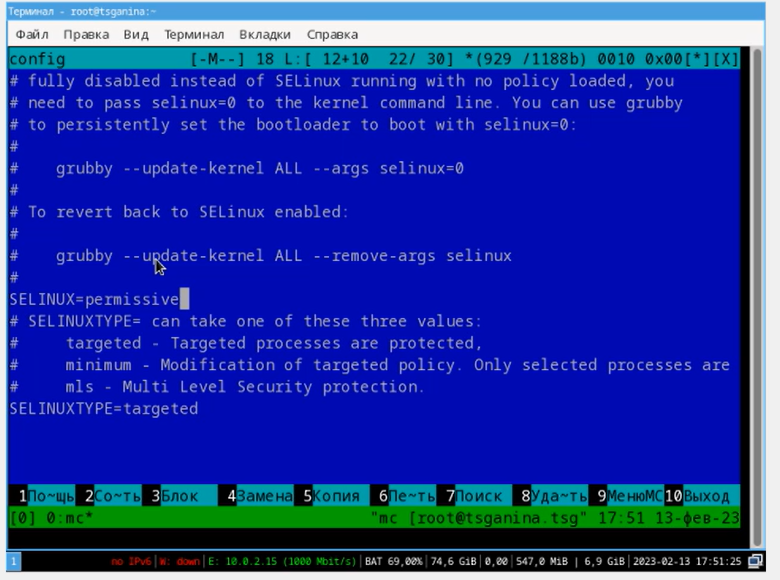 Терминал - root@tsganina:~
Файл Правка Вид Терминал Вкладки Справка
config [-M--] 18 L:[ 12+10 22/ 30] *(929 /1188b) 0010 0x00[*][X]
# fully disabled instead of SELinux running with no policy loaded, you
# need to pass selinux=0 to the kernel command line. You can use grubby
# to persistently set the bootloader to boot with selinux=0:
#
# grubby --update-kernel ALL --args selinux=0
#
# To revert back to SELinux enabled:
#
# grubby --update-kernel ALL --remove-args selinux
#
SELINUX=permissive
# SELINUXTYPE= can take one of these three values:
# targeted - Targeted processes are protected,
# minimum - Modification of targeted policy. Only selected processes are
# mls - Multi Level Security protection.
SELINUXTYPE=targeted
1По~щь 2Со~ть 3Блок 4Замена 5Копия 6Пе~ть 7Поиск 8Уда~ть 9МенюМС 10Выход
[0] 0:mc* "mc [root@tsganina.tsg" 17:51 13-фев-23
1 no IPv6 | W: down | E: 10.0.2.15 (1000 Mbit/s) | BAT 69,00% | 74,6 GiB | 0,00 | 547,0 MiB | 6,9 GiB | 2023-02-13 17:51:25